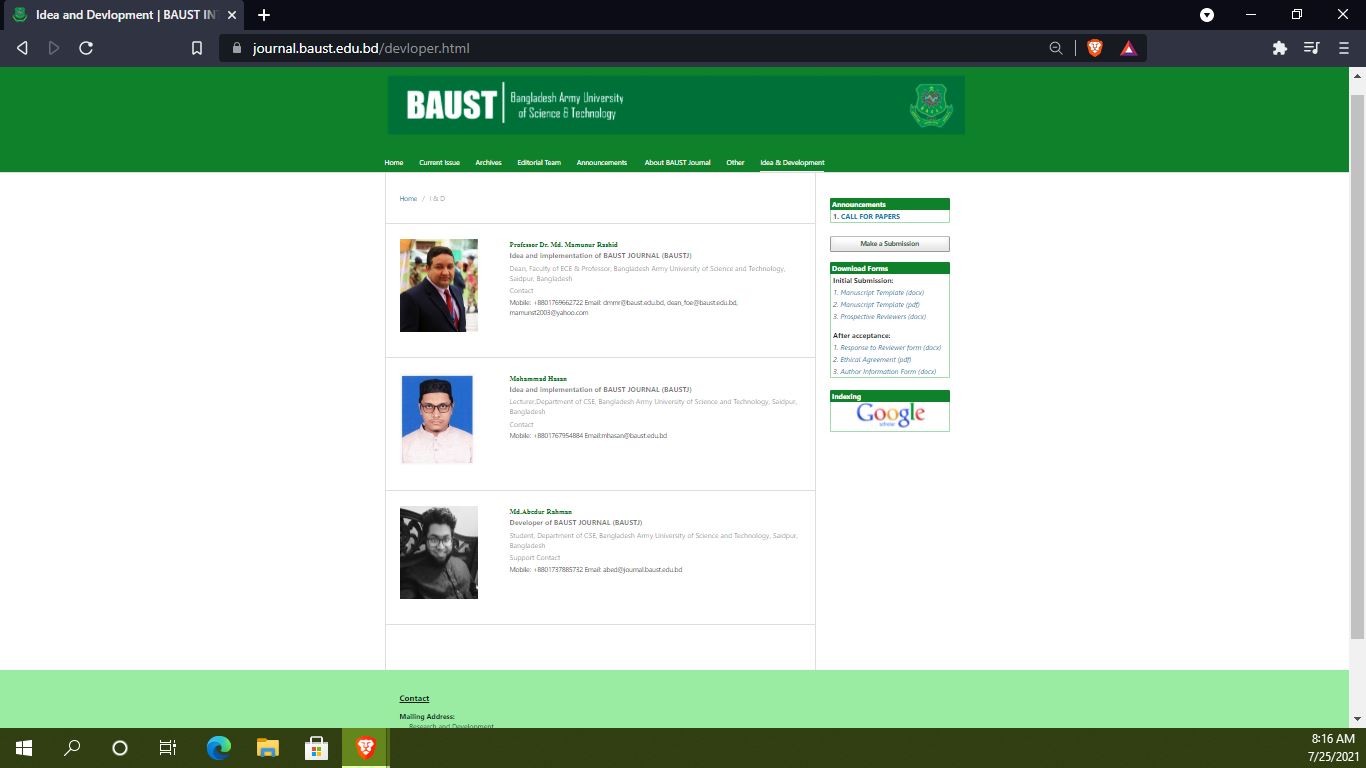 Idea and Devlopment | BAUST IN
journal.baust.edu.bd/devloper.html
BAUST
Bangladesh Army University
of Science & Technology
Home Current Issue Archives Editorial Team Announcements About BAUST Journal Other Idea & Development
Home / I & D
Professor Dr. Md. Mamunur Rashid
Idea and implementation of BAUST JOURNAL (BAUSTJ)
Dean, Faculty of ECE & Professor, Bangladesh Army University of Science and Technology,
Saidpur, Bangladesh
Contact
Mobile: +8801769662722 Email: dmmr@baust.edu.bd, dean_foe@baust.edu.bd,
mamunst2003@yahoo.com
Mohammad Hasan
Idea and implementation of BAUST JOURNAL (BAUSTJ)
Lecturer,Department of CSE, Bangladesh Army University of Science and Technology, Saidpur,
Bangladesh
Contact
Mobile: +8801767954884 Email:mhasan@baust.edu.bd
Md.Abedur Rahman
Developer of BAUST JOURNAL (BAUSTJ)
Student, Department of CSE, Bangladesh Army University of Science and Technology, Saidpur,
Bangladesh
Support Contact
Mobile: +8801737885732 Email: abed@journal.baust.edu.bd
Announcements
1. CALL FOR PAPERS
Make a Submission
Download Forms
Initial Submission:
1. Manuscript Template (docx)
2. Manuscript Template (pdf)
3. Prospective Reviewers (docx)
After acceptance:
1. Response to Reviewer form (docx)
2. Ethical Agreement (pdf)
3. Author Information Form (docx)
Indexing
Google
scholar
Contact
Mailing Address:
Research and Development
8:16 AM
7/25/2021